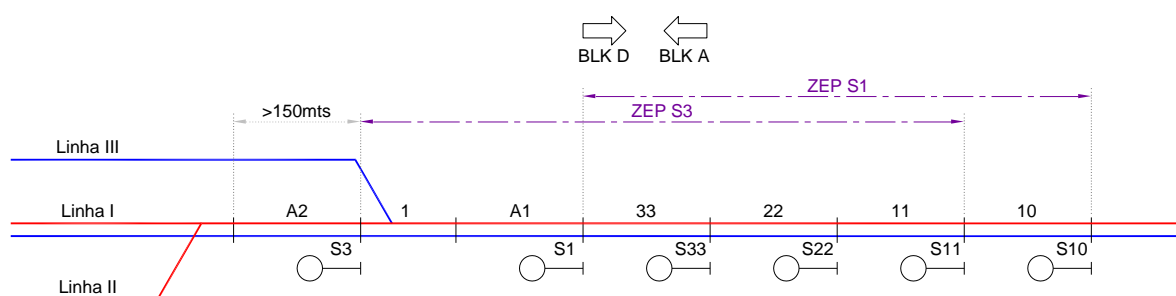 BLK D BLK A
ZEP S1
>150mts ZEP S3
Linha III
Linha I A2 1 A1 33 22 11 10
S3 S1 S33 S22 S11 S10
Linha II